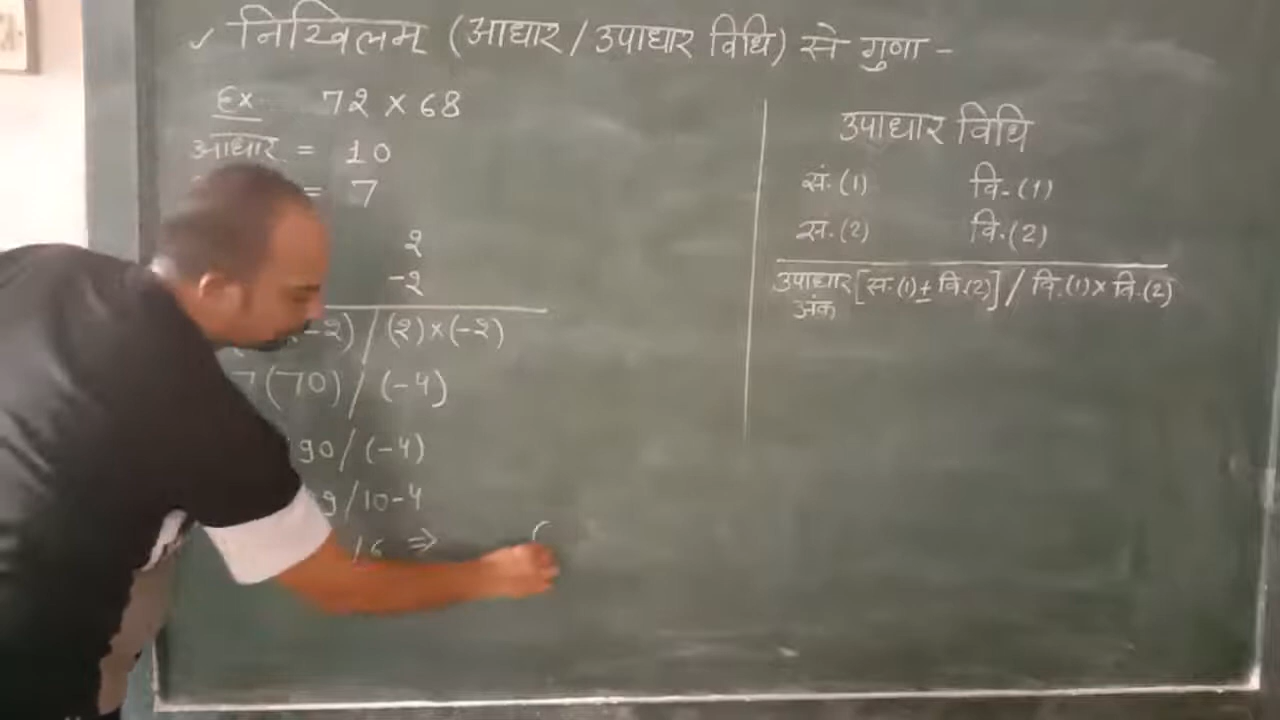 ✓ निखिलम् (आधार / उपाधार विधि) से गुणा -
Ex 72 × 68
आधार = 10
= 7
2
-2
-2) / (2)×(-2)
7(70) / (-4)
90 / (-4)
9 / 10-4
/ 6 ⇒
उपाधार विधि
सं.(1) वि.(1)
सं.(2) वि.(2)
उपाधार [सं.(1) ± वि.(2)] / वि.(1) × वि.(2)
अंक